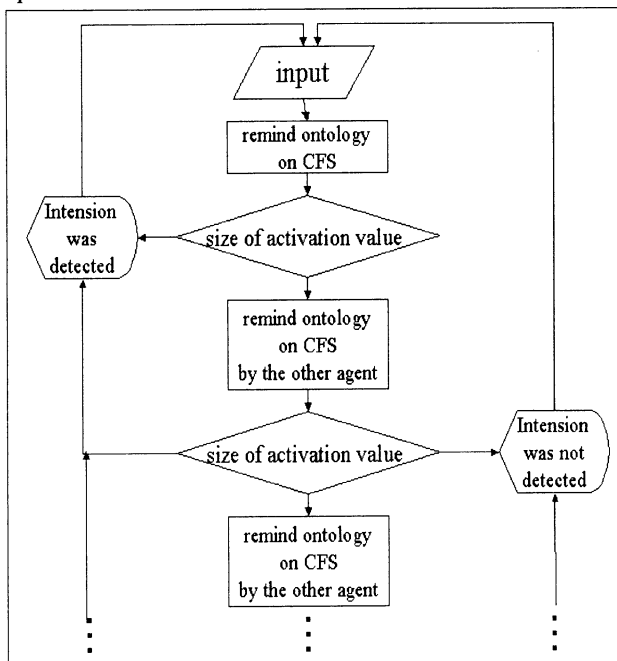 input
remind ontology
on CFS
Intension
was
detected
size of activation value
remind ontology
on CFS
by the other agent
size of activation value
Intension
was not
detected
remind ontology
on CFS
by the other agent